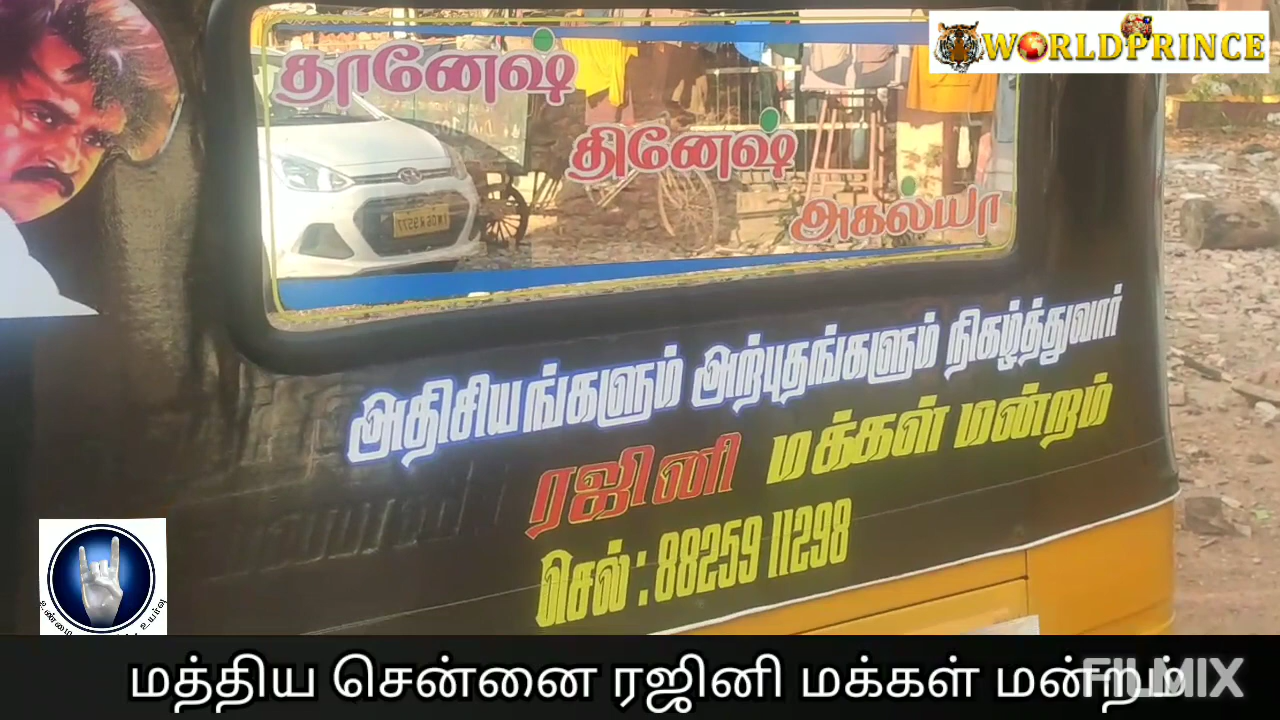 WORLDPRINCE
தானேஷ்
தினேஷ்
அகல்யா
அதிசியங்களும் அற்புதங்களும் நிகழ்த்துவார்
ரஜினி மக்கள் மன்றம்
செல் : 88259 11298
மத்திய சென்னை ரஜினி மக்கள் மன்றம்
FILMIX